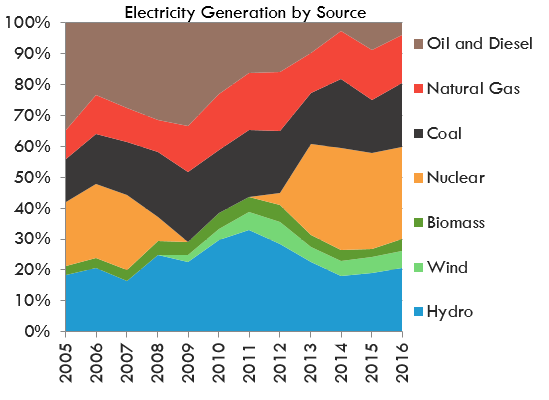 Electricity Generation by Source
100%
90%
80%
70%
60%
50%
40%
30%
20%
10%
0%
2005
2006
2007
2008
2009
2010
2011
2012
2013
2014
2015
2016
Oil and Diesel
Natural Gas
Coal
Nuclear
Biomass
Wind
Hydro